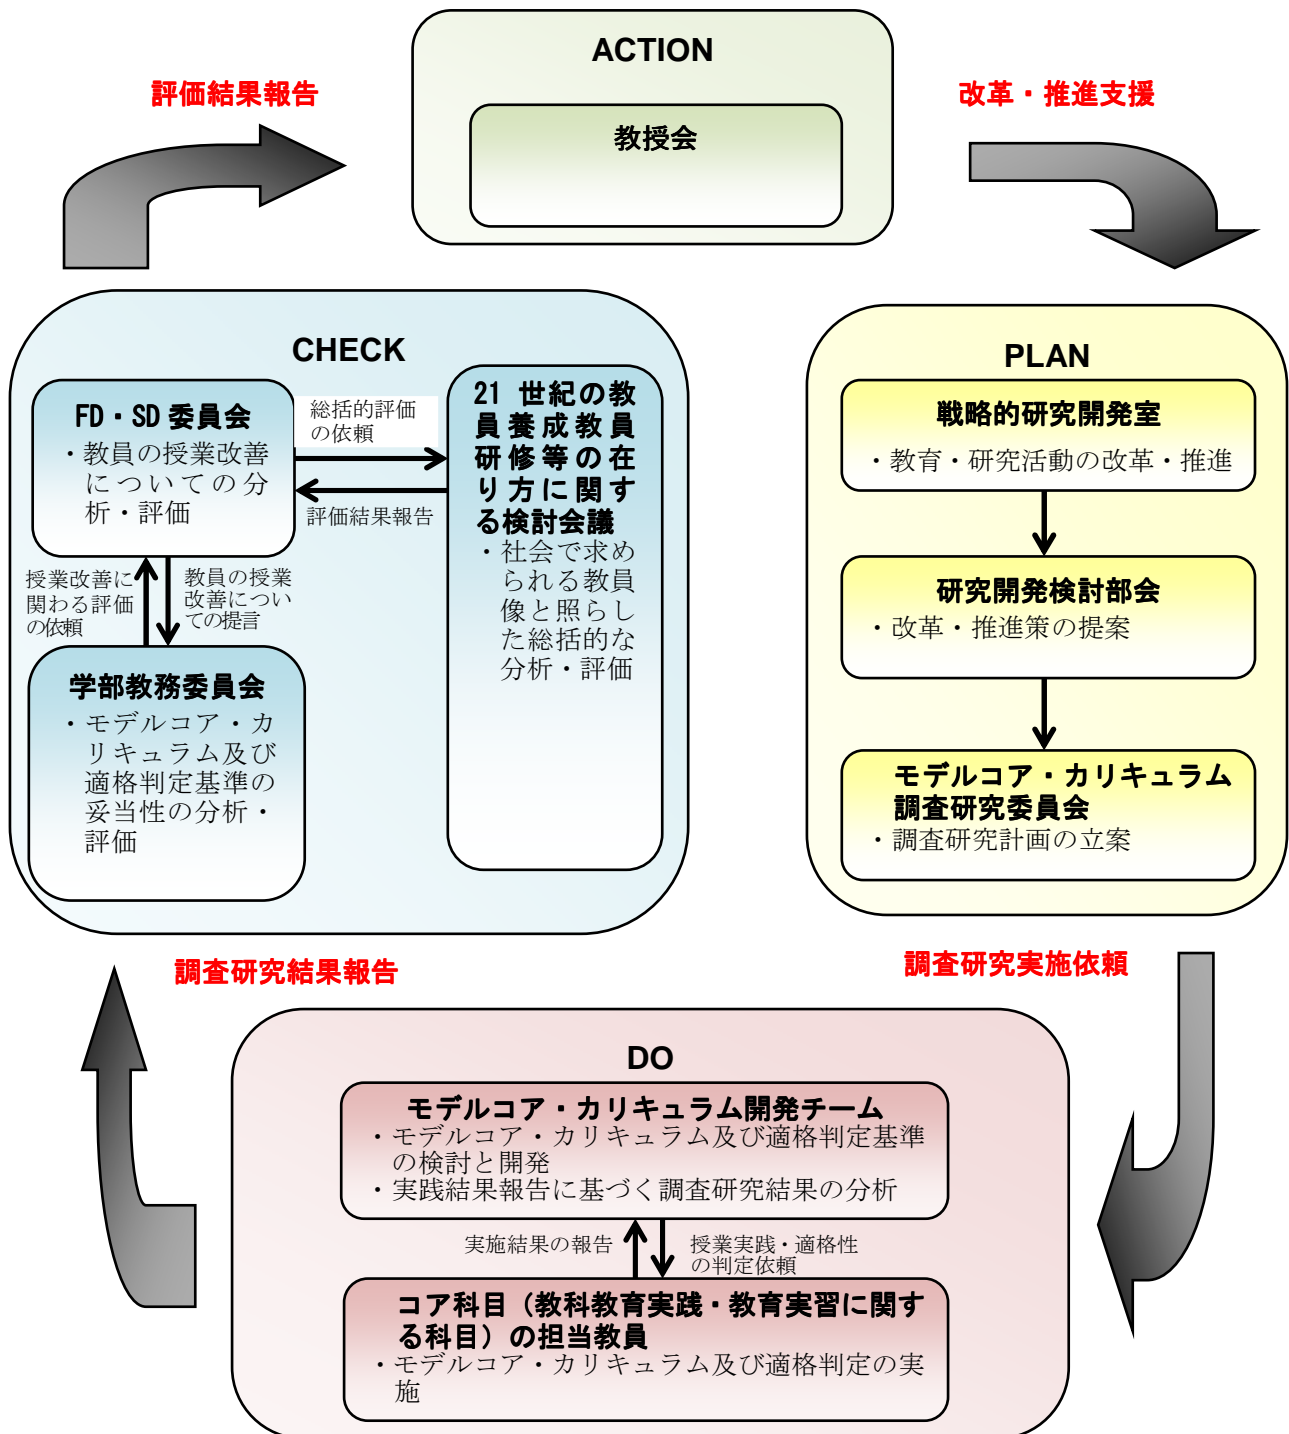 ACTION
教授会
評価結果報告
改革・推進支援
CHECK
FD・SD 委員会
・教員の授業改善
についての分
析・評価
総括的評価
の依頼
評価結果報告
21 世紀の教
員養成教員
研修等の在
り方に関す
る検討会議
・社会で求め
られる教員
像と照らし
た総括的な
分析・評価
授業改善に
関わる評価
の依頼
教員の授業
改善につい
ての提言
学部教務委員会
・モデルコア・カ
リキュラム及び
適格判定基準の
妥当性の分析・
評価
PLAN
戦略的研究開発室
・教育・研究活動の改革・推進
研究開発検討部会
・改革・推進策の提案
モデルコア・カリキュラム
調査研究委員会
・調査研究計画の立案
調査研究結果報告
調査研究実施依頼
DO
モデルコア・カリキュラム開発チーム
・モデルコア・カリキュラム及び適格判定基準
の検討と開発
・実践結果報告に基づく調査研究結果の分析
実施結果の報告
授業実践・適格性
の判定依頼
コア科目（教科教育実践・教育実習に関す
る科目）の担当教員
・モデルコア・カリキュラム及び適格判定の実
施